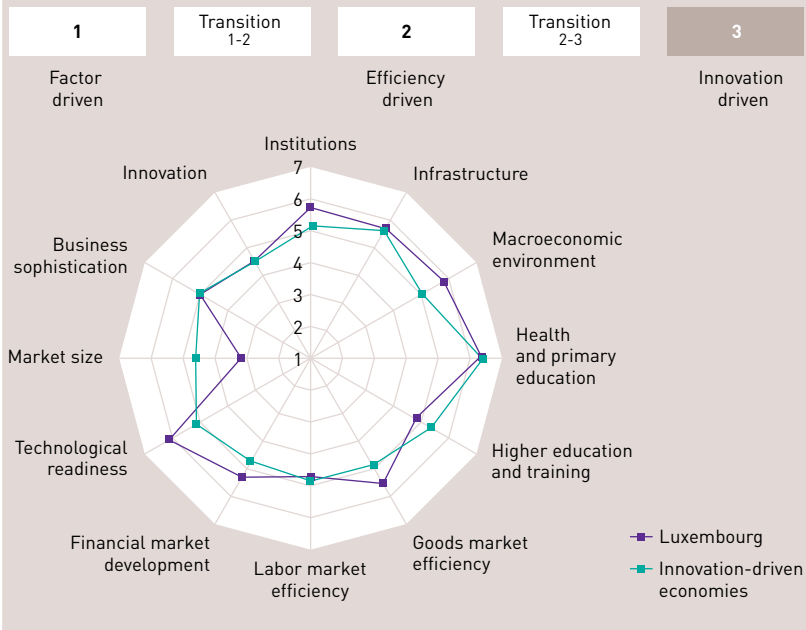 1
Transition
1-2
2
Transition
2-3
3
Factor
driven
Efficiency
driven
Innovation
driven
Institutions
Innovation
Infrastructure
Business
sophistication
Macroeconomic
environment
Market size
Health
and primary
education
Technological
readiness
Higher education
and training
Financial market
development
Labor market
efficiency
Goods market
efficiency
7
6
5
4
3
2
1
Luxembourg
Innovation-driven
economies